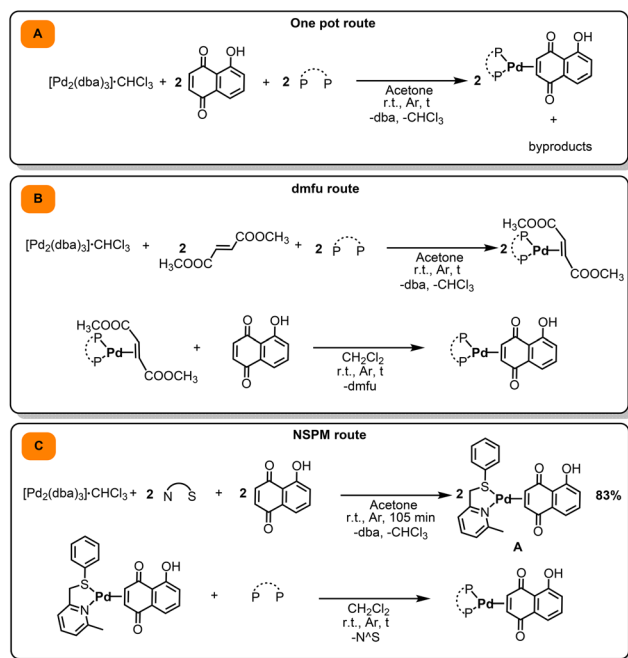 One pot route
A
O OH
[Pd2(dba)3]·CHCl3 + 2 + 2 P P
O
Acetone
r.t., Ar, t
-dba, -CHCl3
2 P P Pd O OH O
+
byproducts
dmfu route
B
[Pd2(dba)3]·CHCl3 + 2 COOCH3 H3COOC + 2 P P
Acetone
r.t., Ar, t
-dba, -CHCl3
2 H3COOC P P Pd COOCH3
H3COOC P P Pd COOCH3 + O OH O
CH2Cl2
r.t., Ar, t
-dmfu
P P Pd O OH O
NSPM route
C
[Pd2(dba)3]·CHCl3 + 2 N S + 2 O OH O
Acetone
r.t., Ar, 105 min
-dba, -CHCl3
2 S N Pd O OH O 83%
A
S N Pd O OH O + P P
CH2Cl2
r.t., Ar, t
-N^S
P P Pd O OH O